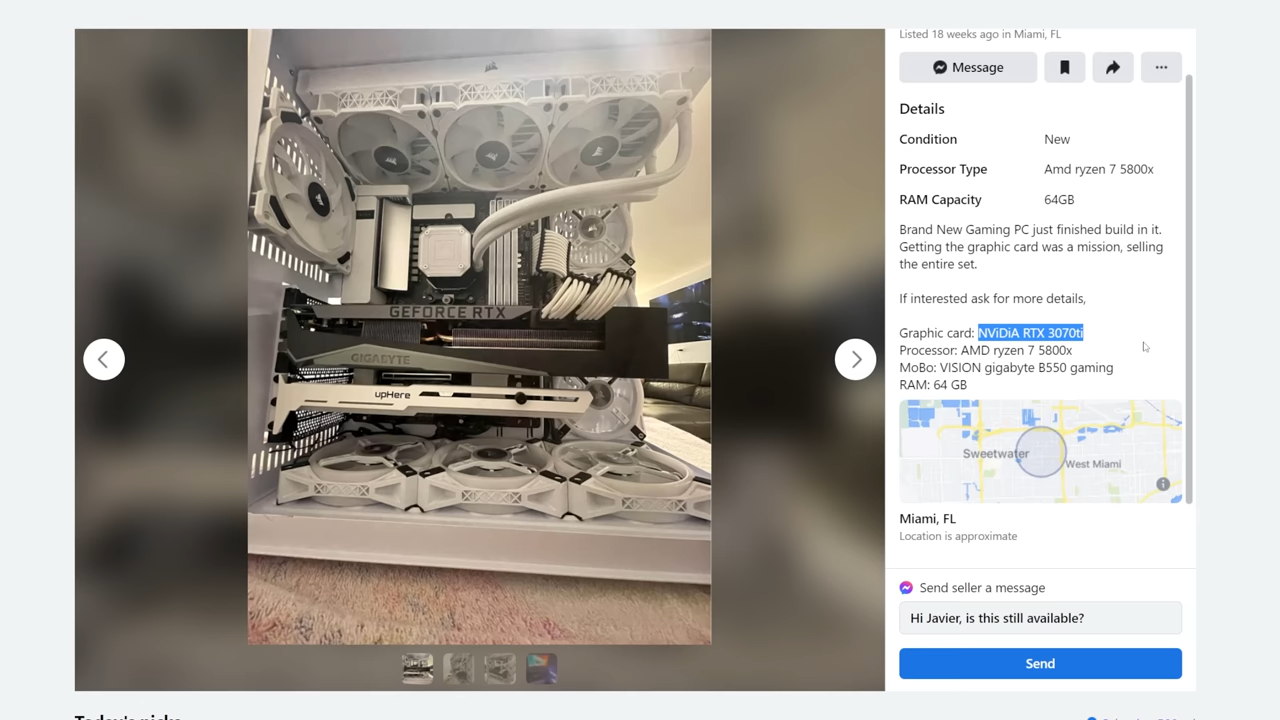 Listed 18 weeks ago in Miami, FL
Message
Details
Condition New
Processor Type Amd ryzen 7 5800x
RAM Capacity 64GB
Brand New Gaming PC just finished build in it.
Getting the graphic card was a mission, selling
the entire set.
If interested ask for more details,
Graphic card: NViDiA RTX 3070ti
Processor: AMD ryzen 7 5800x
MoBo: VISION gigabyte B550 gaming
RAM: 64 GB
Sweetwater
West Miami
Miami, FL
Location is approximate
Send seller a message
Hi Javier, is this still available?
Send
GEFORCE RTX
GIGABYTE
upHere
Today's picks